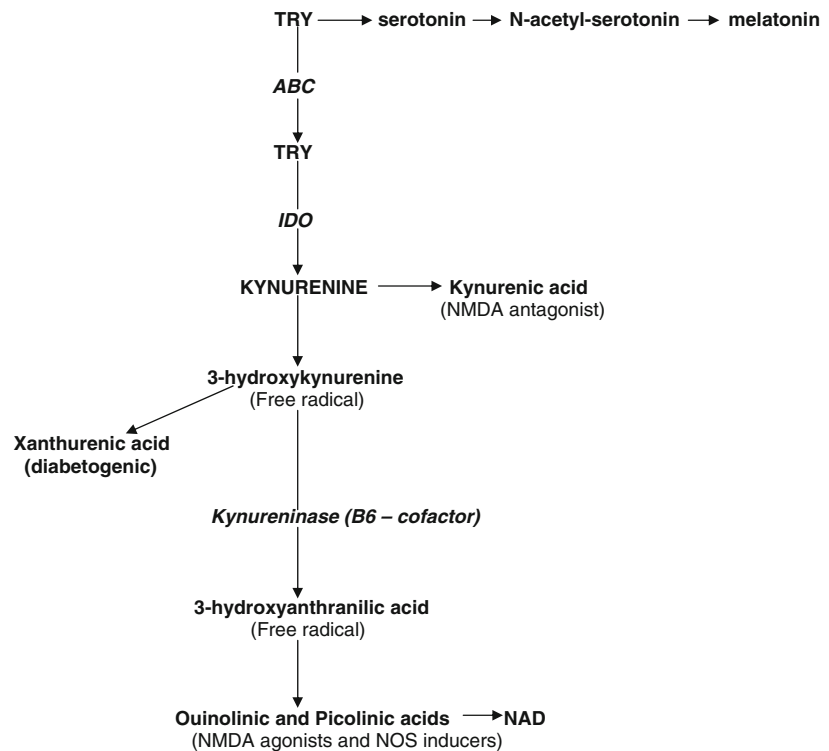 TRY serotonin N-acetyl-serotonin melatonin
ABC
TRY
IDO
KYNURENINE Kynurenic acid
(NMDA antagonist)
3-hydroxykynurenine
(Free radical)
Xanthurenic acid
(diabetogenic)
Kynureninase (B6 – cofactor)
3-hydroxyanthranilic acid
(Free radical)
Ouinolinic and Picolinic acids NAD
(NMDA agonists and NOS inducers)